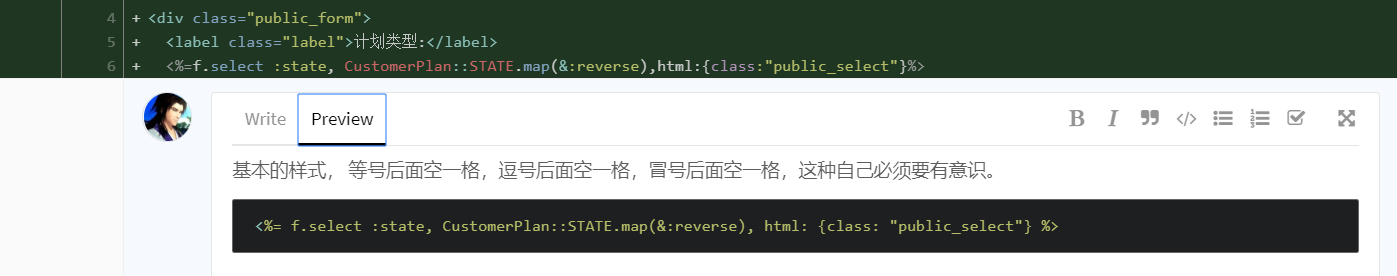 4 + <div class="public_form">
5 + <label class="label">计划类型:</label>
6 + <%=f.select :state, CustomerPlan::STATE.map(&:reverse),html:{class:"public_select"}%>
Write Preview
基本的样式， 等号后面空一格，逗号后面空一格，冒号后面空一格，这种自己必须要有意识。
<%= f.select :state, CustomerPlan::STATE.map(&:reverse), html: {class: "public_select"} %>